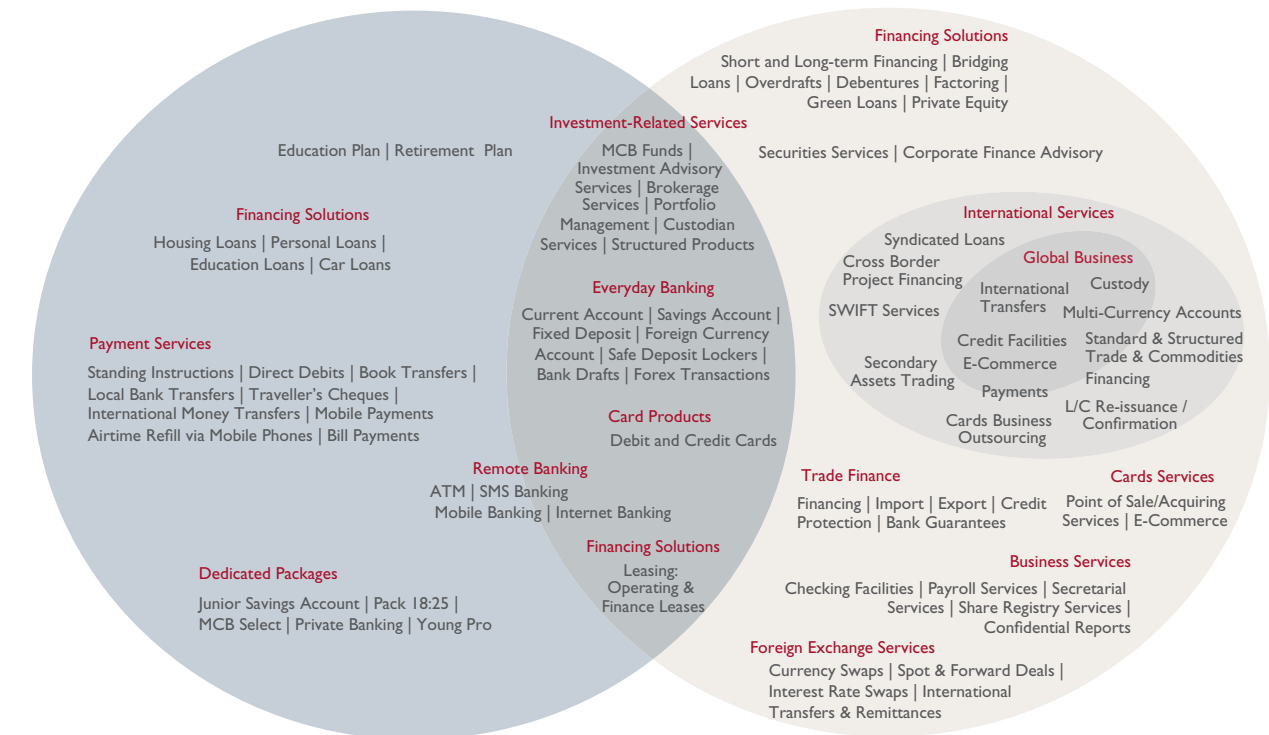 Financing Solutions
Short and Long-term Financing | Bridging
Loans | Overdrafts | Debentures | Factoring |
Green Loans | Private Equity
Investment-Related Services
MCB Funds |
Investment Advisory
Services | Brokerage
Services | Portfolio
Management | Custodian
Services | Structured Products
Education Plan | Retirement Plan
Securities Services | Corporate Finance Advisory
Financing Solutions
Housing Loans | Personal Loans |
Education Loans | Car Loans
International Services
Syndicated Loans
Cross Border
Project Financing
SWIFT Services
Secondary
Assets Trading
Global Business
International
Transfers
Custody
Multi-Currency Accounts
Credit Facilities
E-Commerce
Payments
Standard & Structured
Trade & Commodities
Financing
L/C Re-issuance /
Confirmation
Cards Business
Outsourcing
Everyday Banking
Current Account | Savings Account |
Fixed Deposit | Foreign Currency
Account | Safe Deposit Lockers |
Bank Drafts | Forex Transactions
Payment Services
Standing Instructions | Direct Debits | Book Transfers |
Local Bank Transfers | Traveller's Cheques |
International Money Transfers | Mobile Payments
Airtime Refill via Mobile Phones | Bill Payments
Card Products
Debit and Credit Cards
Remote Banking
ATM | SMS Banking
Mobile Banking | Internet Banking
Trade Finance
Financing | Import | Export | Credit
Protection | Bank Guarantees
Cards Services
Point of Sale/Acquiring
Services | E-Commerce
Financing Solutions
Leasing:
Operating &
Finance Leases
Dedicated Packages
Junior Savings Account | Pack 18:25 |
MCB Select | Private Banking | Young Pro
Business Services
Checking Facilities | Payroll Services | Secretarial
Services | Share Registry Services |
Confidential Reports
Foreign Exchange Services
Currency Swaps | Spot & Forward Deals |
Interest Rate Swaps | International
Transfers & Remittances